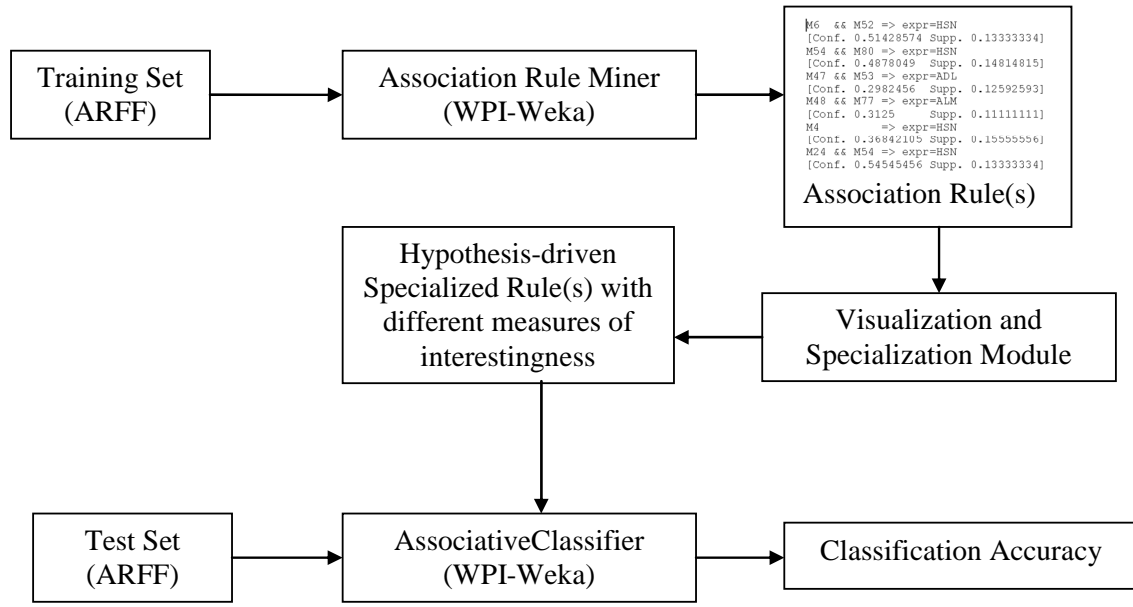 Training Set
(ARFF)
Association Rule Miner
(WPI-Weka)
M6 && M52 => expr=HSN
[Conf. 0.51428574 Supp. 0.13333334]
M54 && M80 => expr=HSN
[Conf. 0.4878049 Supp. 0.14814815]
M47 && M53 => expr=ADL
[Conf. 0.2982456 Supp. 0.12592593]
M48 && M77 => expr=ALM
[Conf. 0.3125 Supp. 0.11111111]
M4 => expr=HSN
[Conf. 0.36842105 Supp. 0.15555556]
M24 && M54 => expr=HSN
[Conf. 0.54545456 Supp. 0.13333334]
Association Rule(s)
Hypothesis-driven
Specialized Rule(s) with
different measures of
interestingness
Visualization and
Specialization Module
Test Set
(ARFF)
AssociativeClassifier
(WPI-Weka)
Classification Accuracy